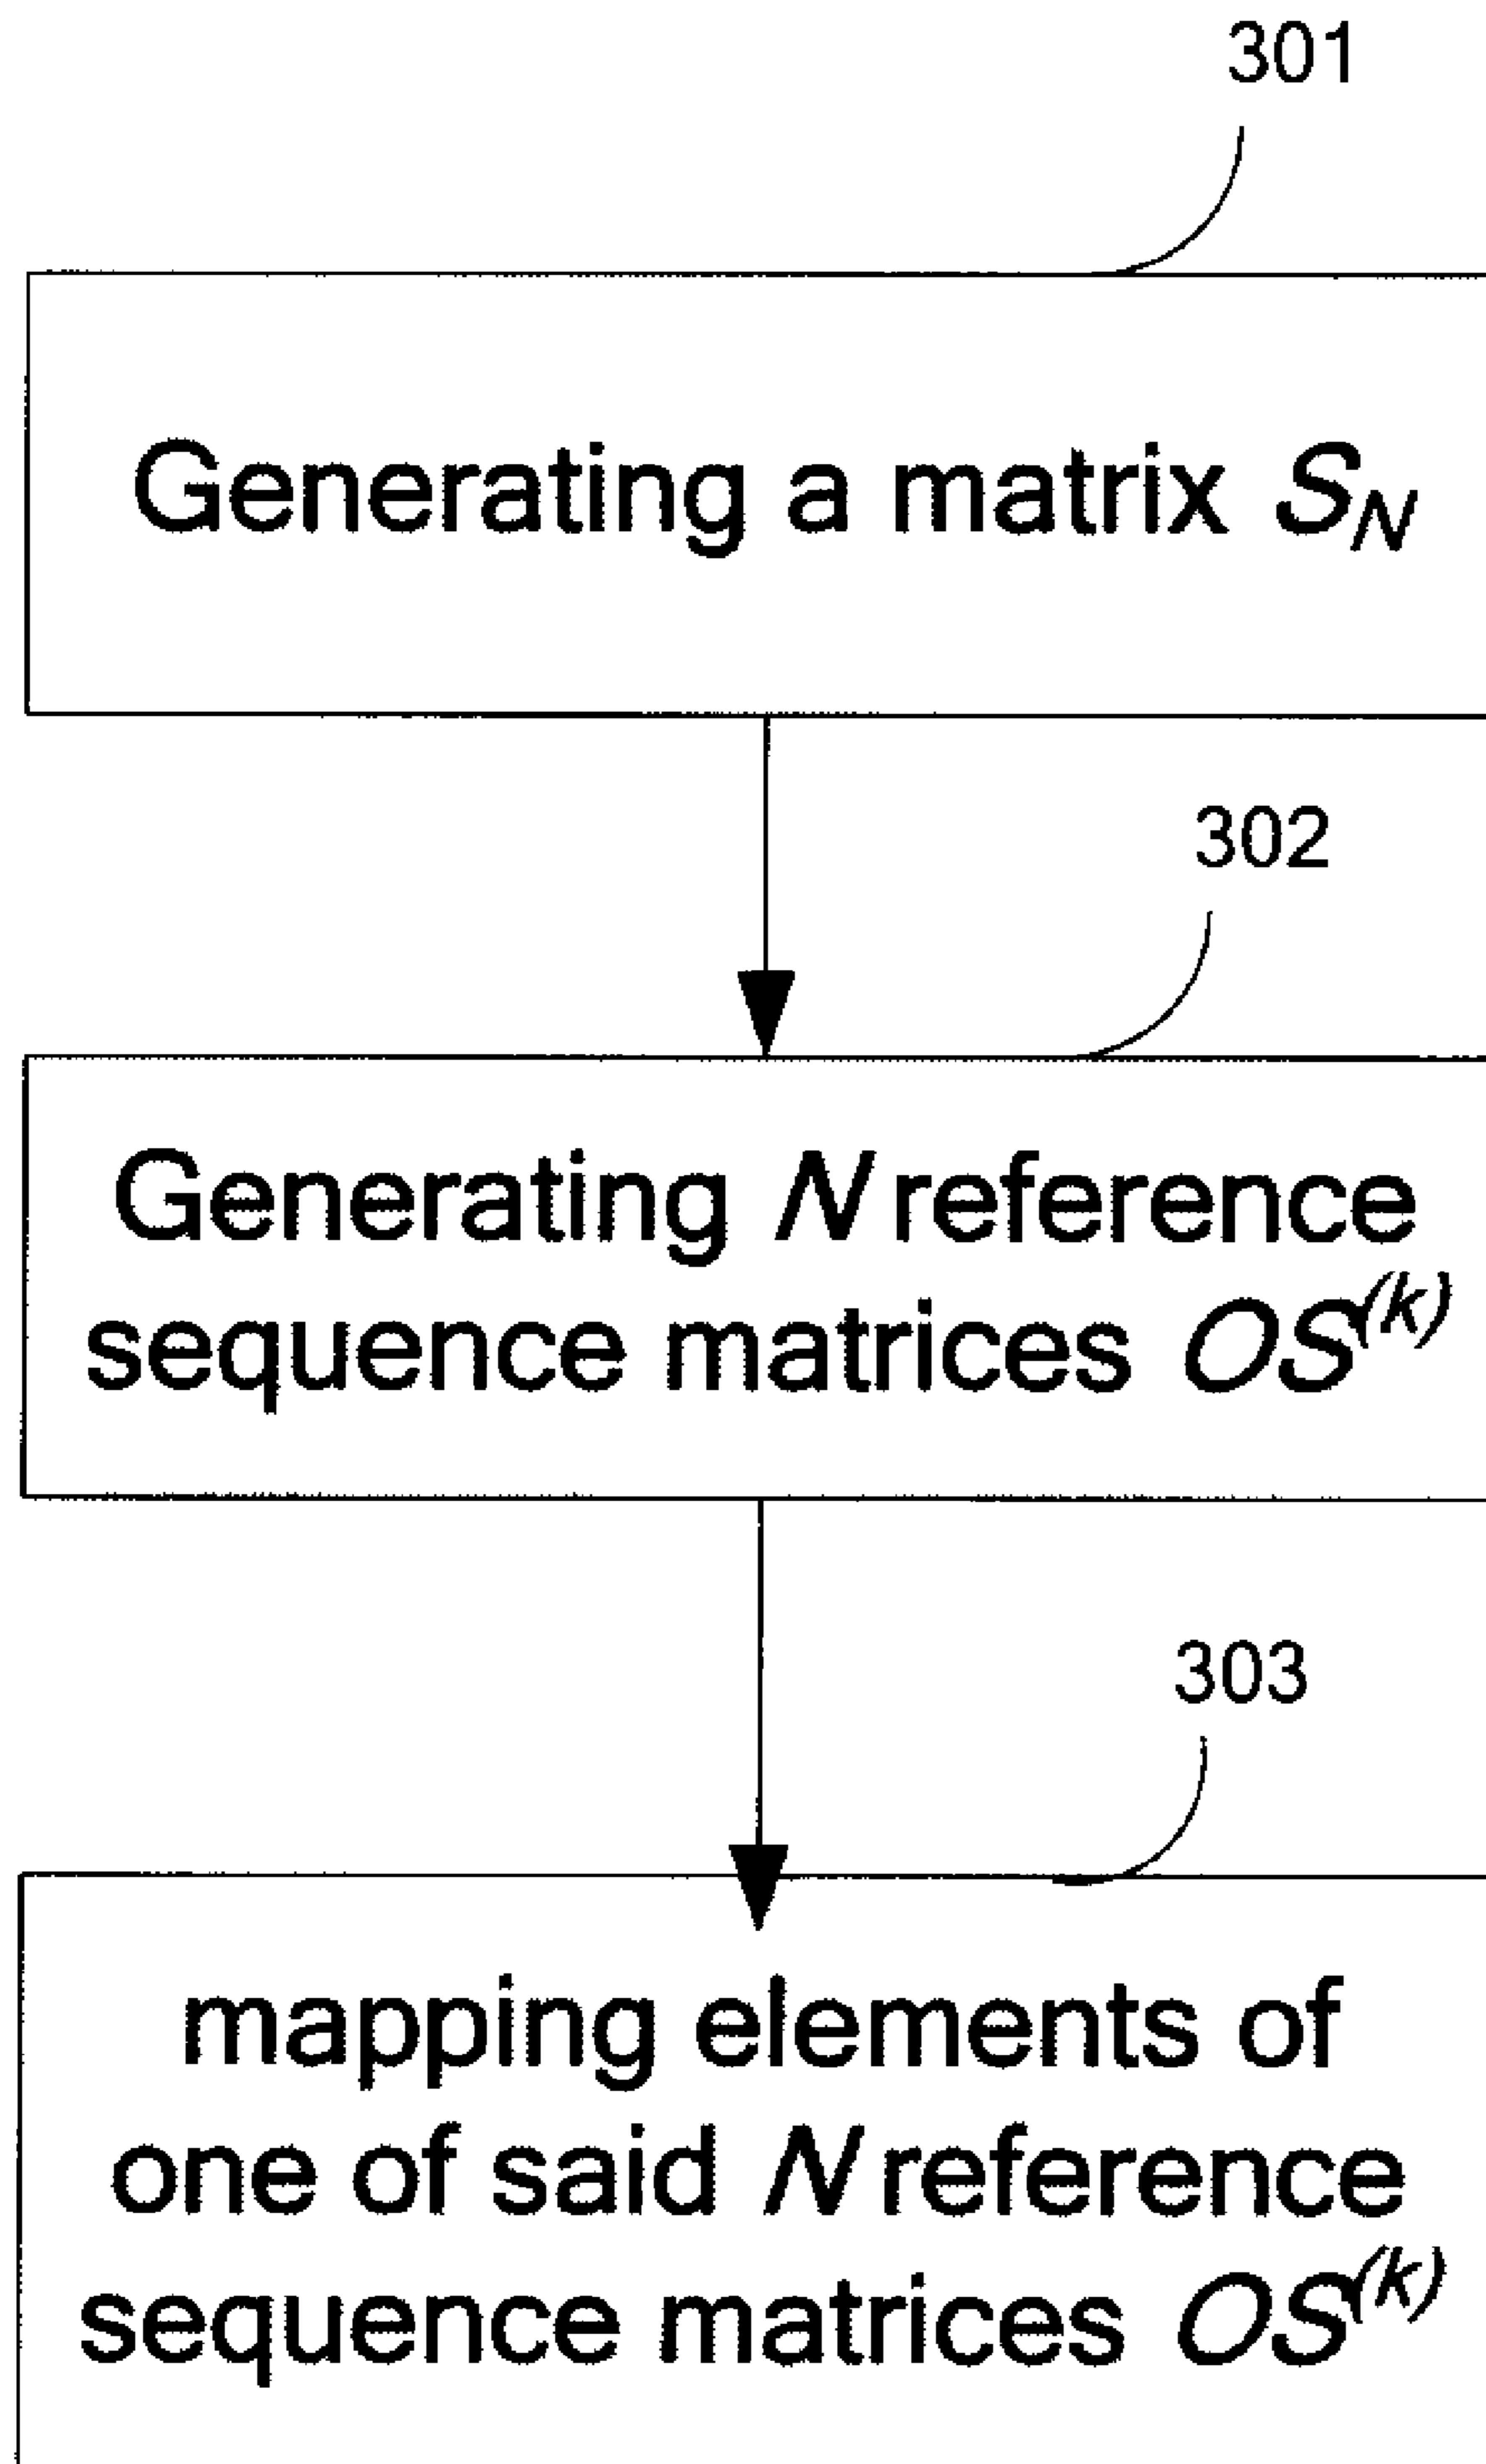 301
Generating a matrix S_N
302
Generating N reference
sequence matrices OS^(k)
303
mapping elements of
one of said N reference
sequence matrices OS^(k)